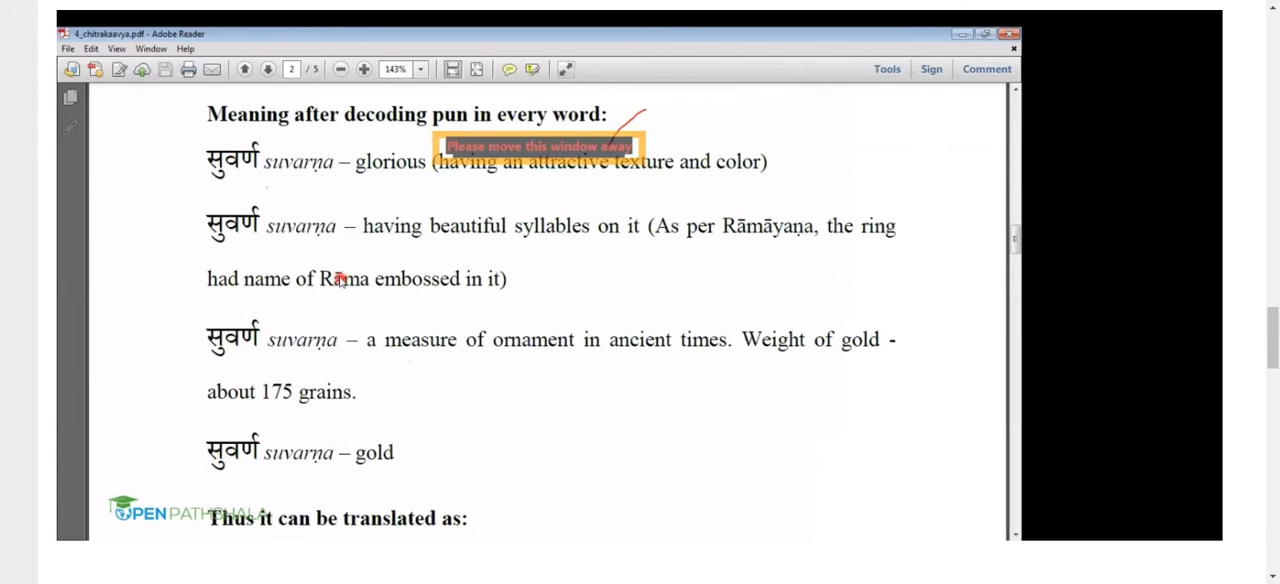 4_chitrakaavya.pdf - Adobe Reader
File Edit View Window Help
2 / 5 143% Tools Sign Comment
Meaning after decoding pun in every word:
Please move this window away
सुवर्ण suvarṇa – glorious (having an attractive texture and color)
सुवर्ण suvarṇa – having beautiful syllables on it (As per Rāmāyaṇa, the ring
had name of Rāma embossed in it)
सुवर्ण suvarṇa – a measure of ornament in ancient times. Weight of gold -
about 175 grains.
सुवर्ण suvarṇa – gold
OPEN PATHSHALA
Thus it can be translated as: